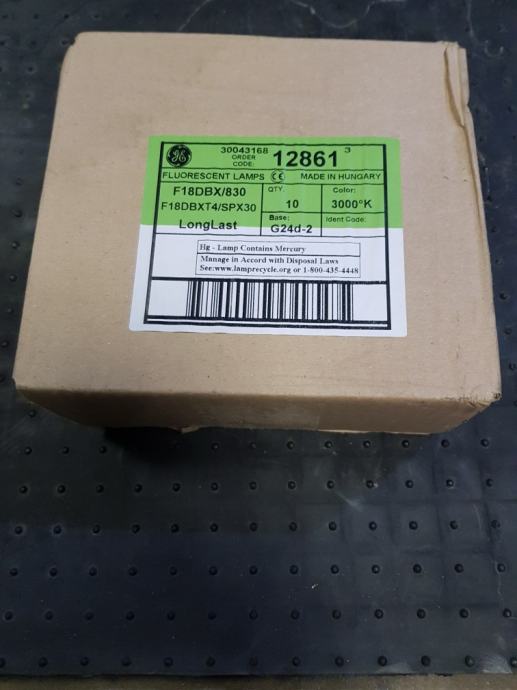 GE
30043168
ORDER CODE: 12861 3
FLUORESCENT LAMPS CE MADE IN HUNGARY
F18DBX/830
F18DBXT4/SPX30
LongLast
QTY.
10
Color:
3000°K
Base:
G24d-2
Ident Code:
Hg - Lamp Contains Mercury
Manage in Accord with Disposal Laws
See:www.lamprecycle.org or 1-800-435-4448